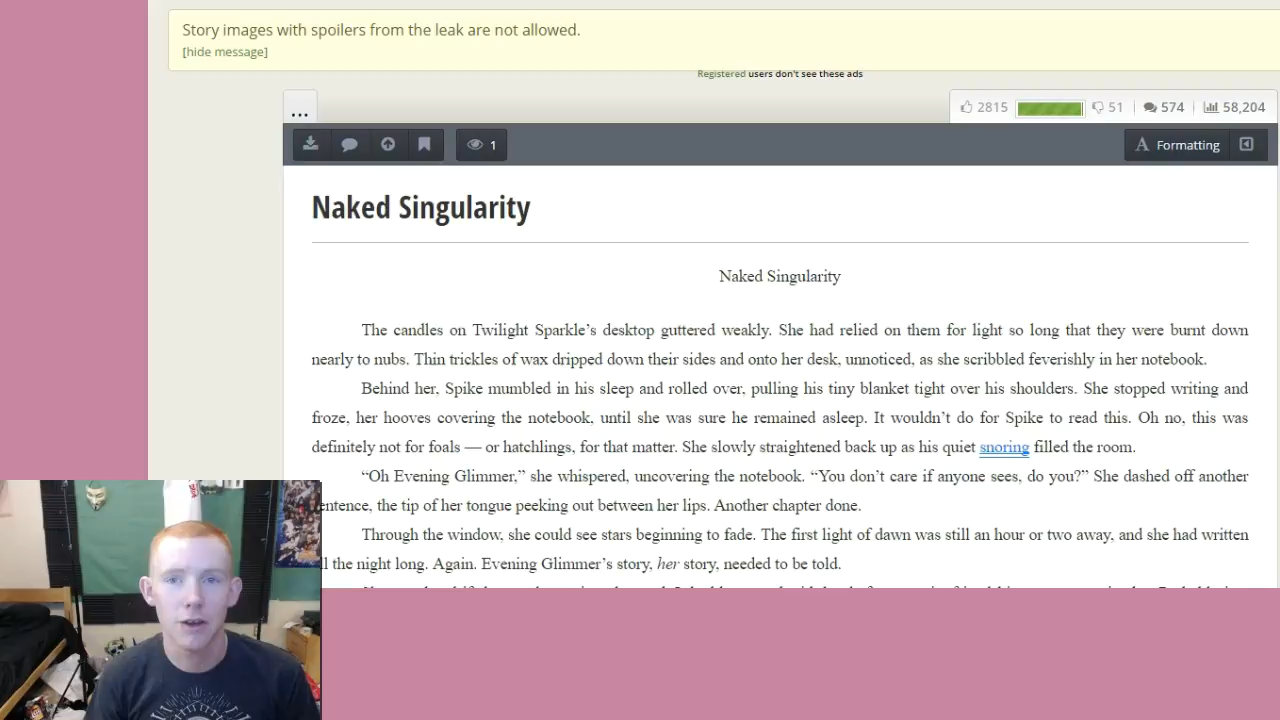 Story images with spoilers from the leak are not allowed.
[hide message]
Registered users don't see these ads
...
2815 51 574 58,204
1 Formatting
Naked Singularity
Naked Singularity
The candles on Twilight Sparkle’s desktop guttered weakly. She had relied on them for light so long that they were burnt down
nearly to nubs. Thin trickles of wax dripped down their sides and onto her desk, unnoticed, as she scribbled feverishly in her notebook.
Behind her, Spike mumbled in his sleep and rolled over, pulling his tiny blanket tight over his shoulders. She stopped writing and
froze, her hooves covering the notebook, until she was sure he remained asleep. It wouldn’t do for Spike to read this. Oh no, this was
definitely not for foals — or hatchlings, for that matter. She slowly straightened back up as his quiet snoring filled the room.
“Oh Evening Glimmer,” she whispered, uncovering the notebook. “You don’t care if anyone sees, do you?” She dashed off another
entence, the tip of her tongue peeking out between her lips. Another chapter done.
Through the window, she could see stars beginning to fade. The first light of dawn was still an hour or two away, and she had written
ll the night long. Again. Evening Glimmer’s story, her story, needed to be told.